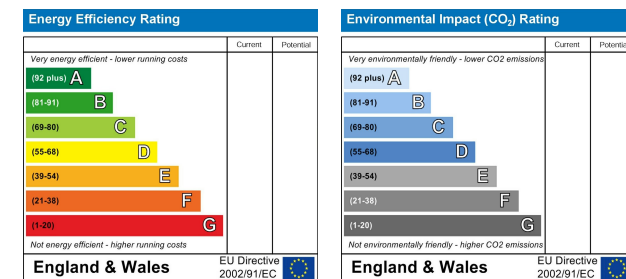 Energy Efficiency Rating
Current Potential
Very energy efficient - lower running costs
(92 plus) A
(81-91) B
(69-80) C
(55-68) D
(39-54) E
(21-38) F
(1-20) G
Not energy efficient - higher running costs
England & Wales
EU Directive
2002/91/EC
Environmental Impact (CO₂) Rating
Current Potential
Very environmentally friendly - lower CO2 emissions
(92 plus) A
(81-91) B
(69-80) C
(55-68) D
(39-54) E
(21-38) F
(1-20) G
Not environmentally friendly - higher CO2 emissions
England & Wales
EU Directive
2002/91/EC